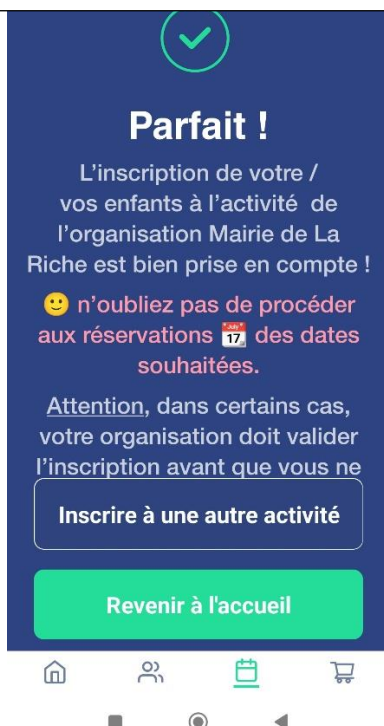 Parfait !
L'inscription de votre /
vos enfants à l'activité de
l'organisation Mairie de La
Riche est bien prise en compte !
🙂 n'oubliez pas de procéder
aux réservations 📆 des dates
souhaitées.
Attention, dans certains cas,
votre organisation doit valider
l'inscription avant que vous ne
Inscrire à une autre activité
Revenir à l'accueil